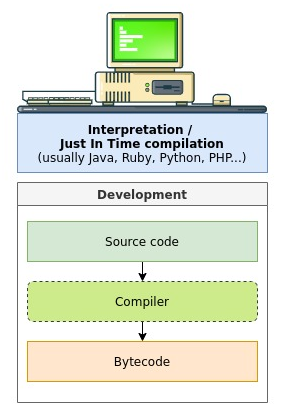 Interpretation /
Just In Time compilation
(usually Java, Ruby, Python, PHP...)
Development
Source code
Compiler
Bytecode